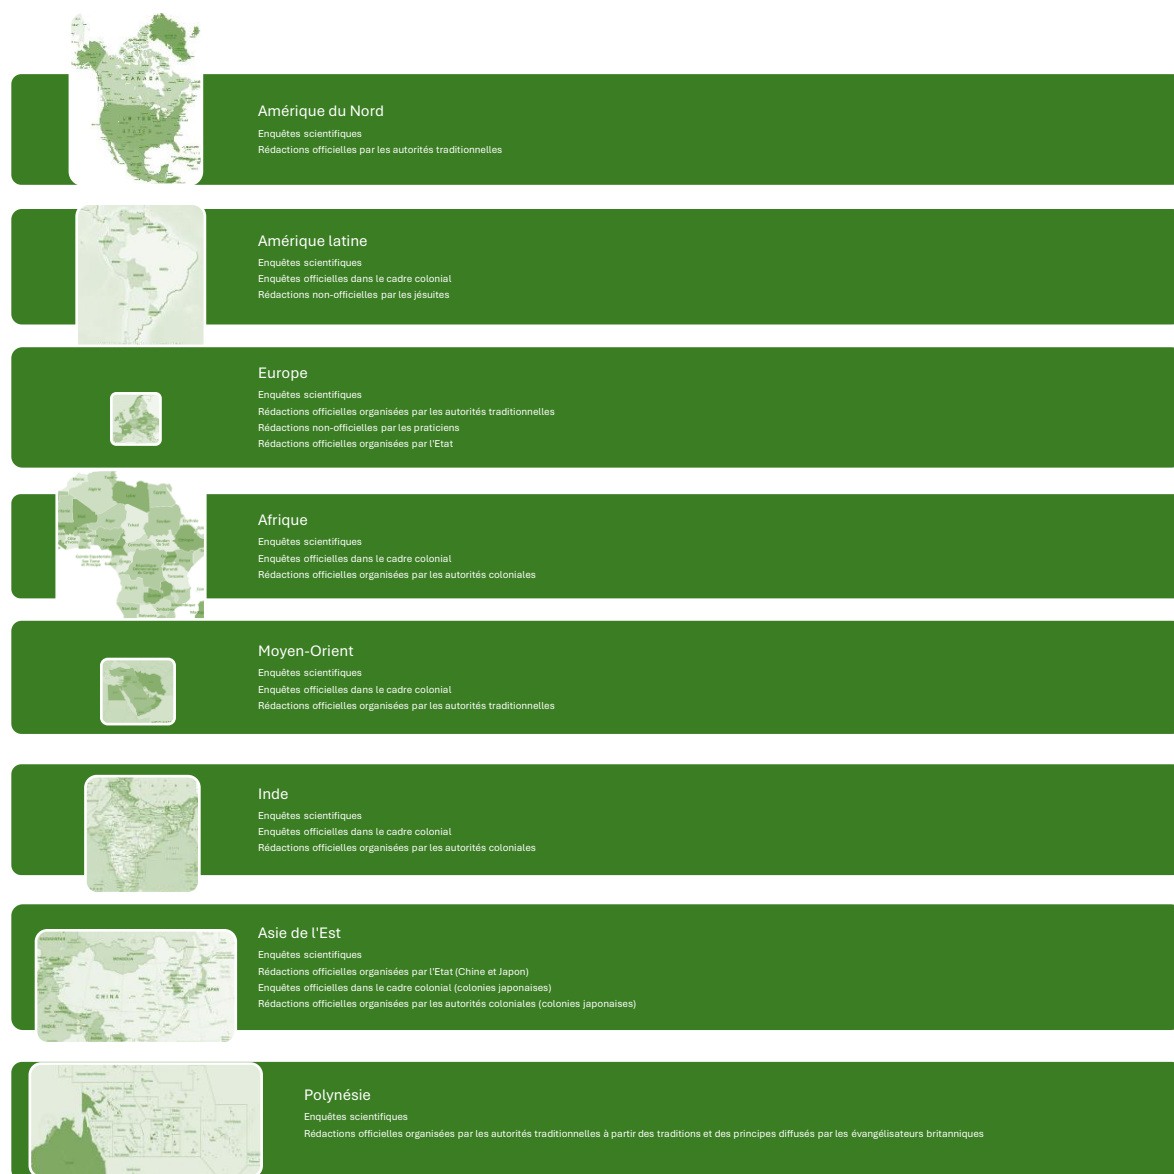 CANADA
UNITED
STATES
Amérique du Nord
Enquêtes scientifiques
Rédactions officielles par les autorités traditionnelles
Amérique latine
Enquêtes scientifiques
Enquêtes officielles dans le cadre colonial
Rédactions non-officielles par les jésuites
Europe
Enquêtes scientifiques
Rédactions officielles organisées par les autorités traditionnelles
Rédactions non-officielles par les praticiens
Rédactions officielles organisées par l'Etat
Afrique
Enquêtes scientifiques
Enquêtes officielles dans le cadre colonial
Rédactions officielles organisées par les autorités coloniales
Moyen-Orient
Enquêtes scientifiques
Enquêtes officielles dans le cadre colonial
Rédactions officielles organisées par les autorités traditionnelles
Inde
Enquêtes scientifiques
Enquêtes officielles dans le cadre colonial
Rédactions officielles organisées par les autorités coloniales
MONGOLIA
CHINA
JAPAN
INDIA
Asie de l'Est
Enquêtes scientifiques
Rédactions officielles organisées par l'Etat (Chine et Japon)
Enquêtes officielles dans le cadre colonial (colonies japonaises)
Rédactions officielles organisées par les autorités coloniales (colonies japonaises)
Polynésie
Enquêtes scientifiques
Rédactions officielles organisées par les autorités traditionnelles à partir des traditions et des principes diffusés par les évangélisateurs britanniques